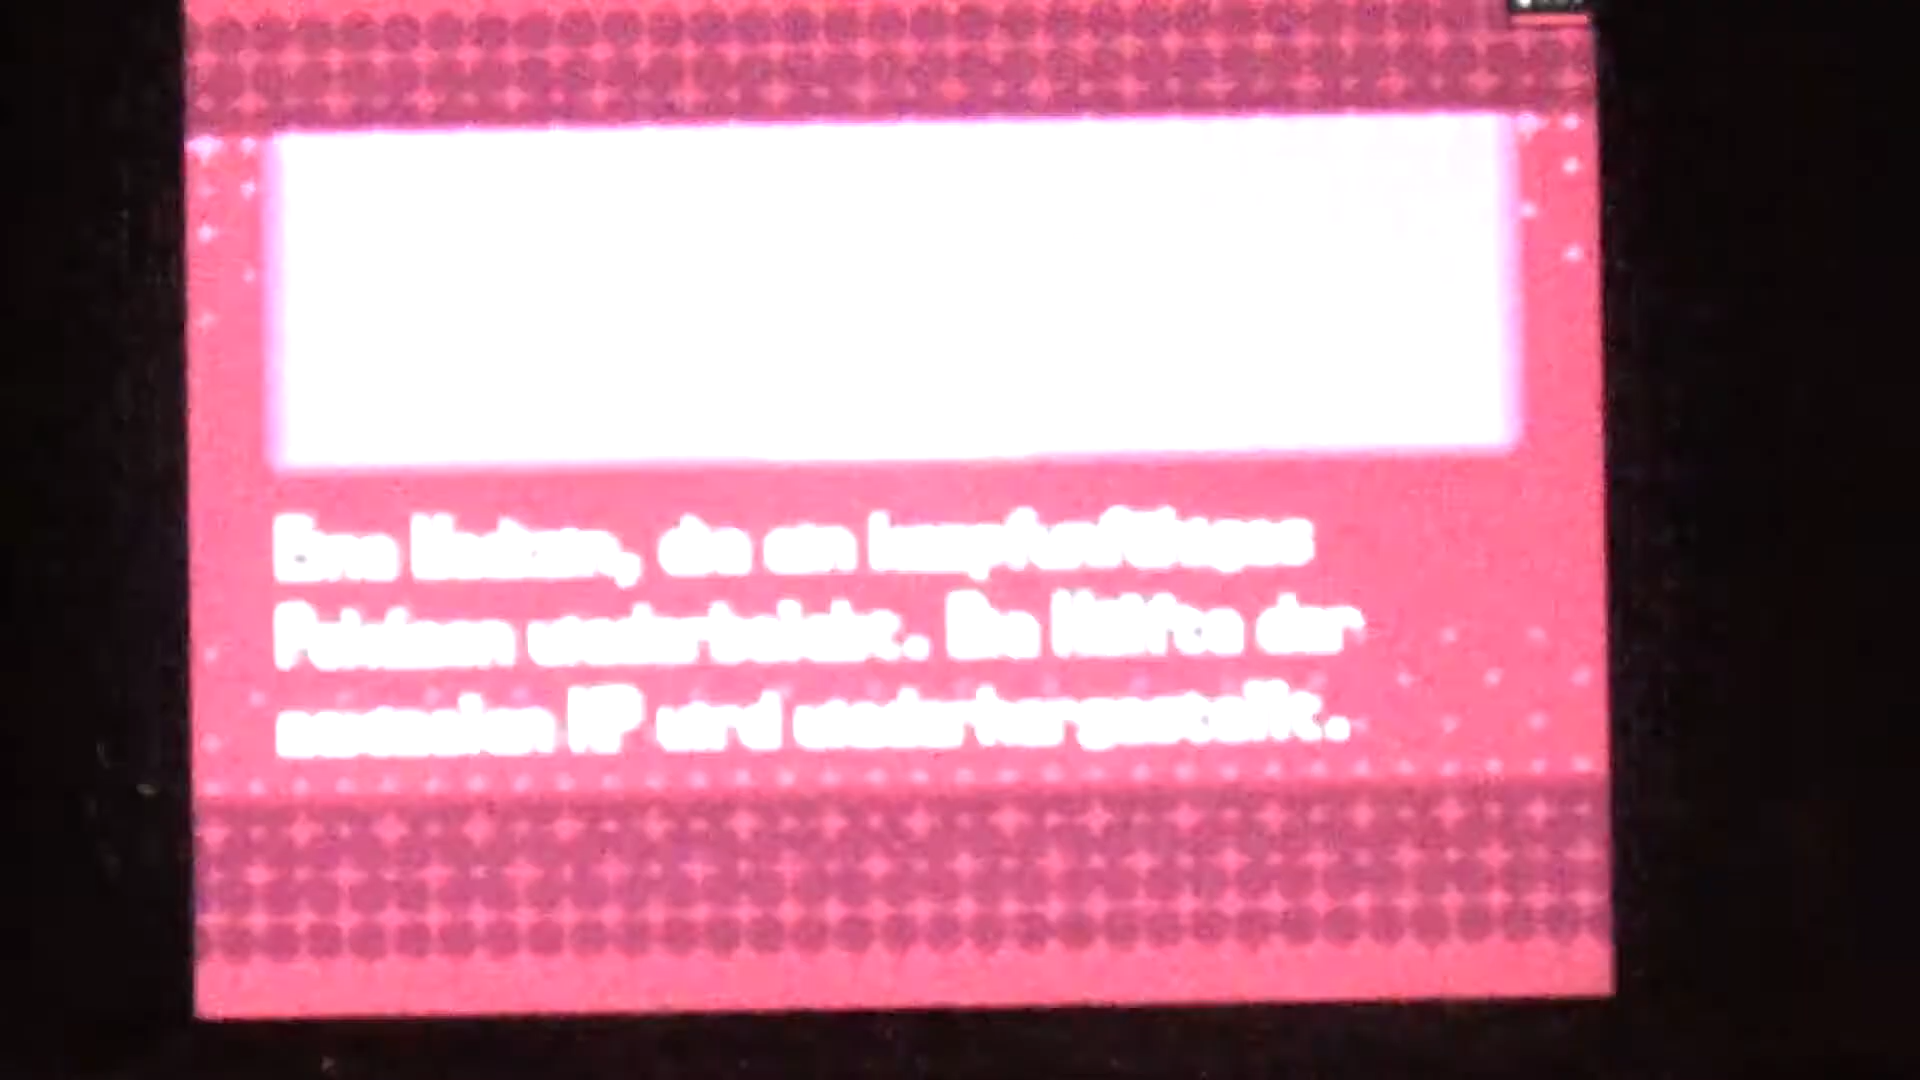 Eine Medizin, die ein kampfunfähiges
Pokémon wiederbelebt. Die Hälfte der
maximalen KP wird wiederhergestellt.